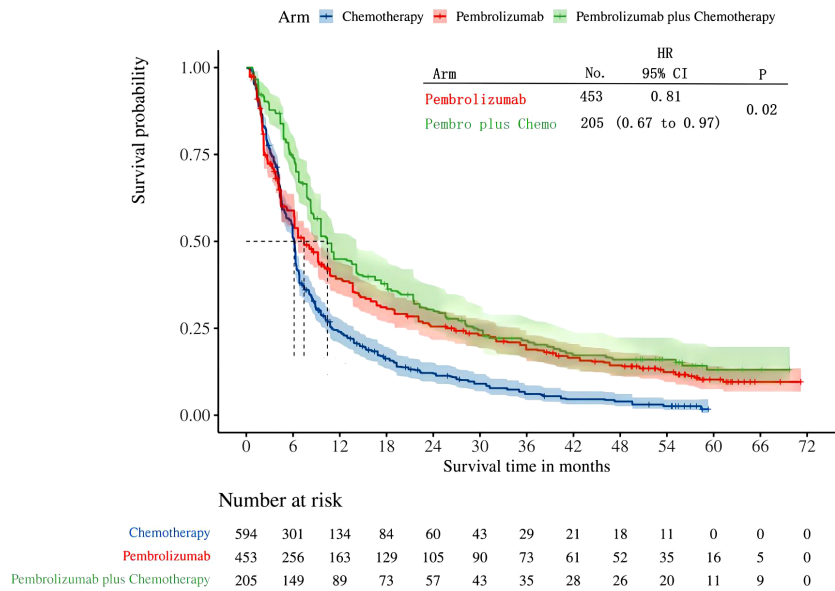 Arm Chemotherapy Pembrolizumab Pembrolizumab plus Chemotherapy
Survival probability
1.00
0.75
0.50
0.25
0.00
HR
Arm No. 95% CI P
Pembrolizumab 453 0.81
0.02
Pembro plus Chemo 205 (0.67 to 0.97)
0 6 12 18 24 30 36 42 48 54 60 66 72
Survival time in months
Number at risk
Chemotherapy 594 301 134 84 60 43 29 21 18 11 0 0 0
Pembrolizumab 453 256 163 129 105 90 73 61 52 35 16 5 0
Pembrolizumab plus Chemotherapy 205 149 89 73 57 43 35 28 26 20 11 9 0